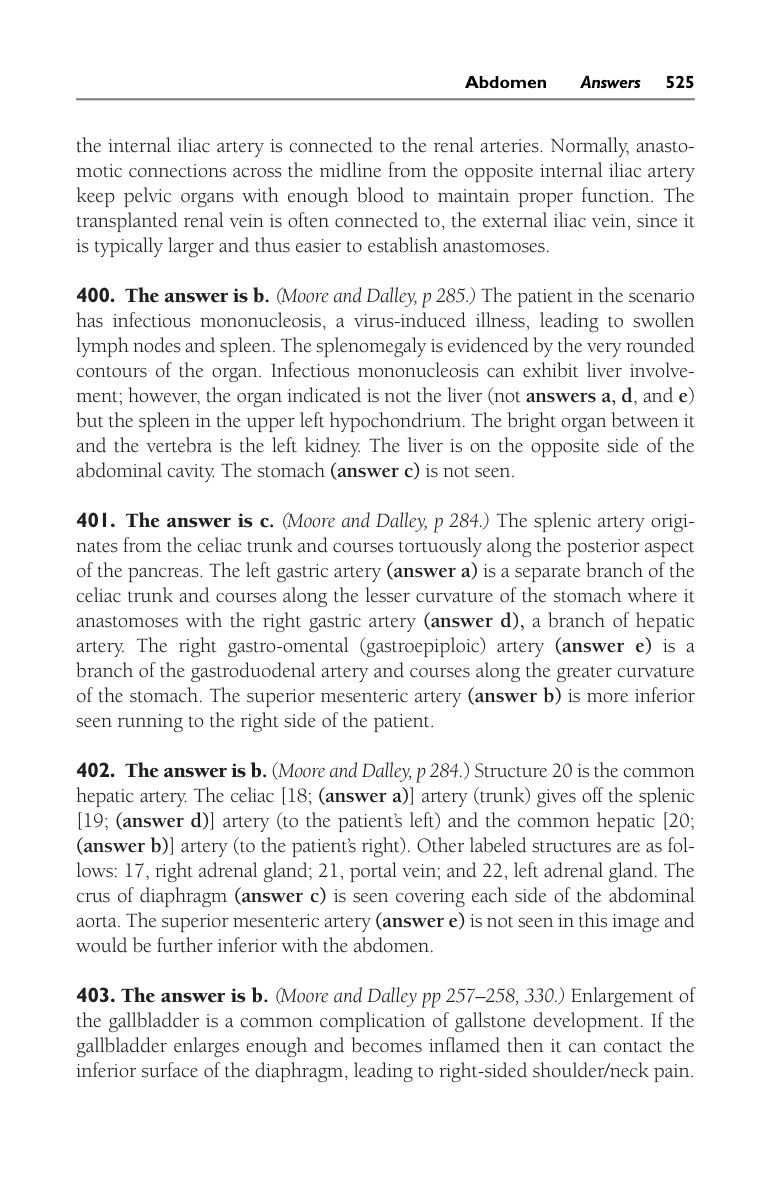 Abdomen Answers 525
the internal iliac artery is connected to the renal arteries. Normally, anasto-
motic connections across the midline from the opposite internal iliac artery
keep pelvic organs with enough blood to maintain proper function. The
transplanted renal vein is often connected to, the external iliac vein, since it
is typically larger and thus easier to establish anastomoses.
400. The answer is b. (Moore and Dalley, p 285.) The patient in the scenario
has infectious mononucleosis, a virus-induced illness, leading to swollen
lymph nodes and spleen. The splenomegaly is evidenced by the very rounded
contours of the organ. Infectious mononucleosis can exhibit liver involve-
ment; however, the organ indicated is not the liver (not answers a, d, and e)
but the spleen in the upper left hypochondrium. The bright organ between it
and the vertebra is the left kidney. The liver is on the opposite side of the
abdominal cavity. The stomach (answer c) is not seen.
401. The answer is c. (Moore and Dalley, p 284.) The splenic artery origi-
nates from the celiac trunk and courses tortuously along the posterior aspect
of the pancreas. The left gastric artery (answer a) is a separate branch of the
celiac trunk and courses along the lesser curvature of the stomach where it
anastomoses with the right gastric artery (answer d), a branch of hepatic
artery. The right gastro-omental (gastroepiploic) artery (answer e) is a
branch of the gastroduodenal artery and courses along the greater curvature
of the stomach. The superior mesenteric artery (answer b) is more inferior
seen running to the right side of the patient.
402. The answer is b. (Moore and Dalley, p 284.) Structure 20 is the common
hepatic artery. The celiac [18; (answer a)] artery (trunk) gives off the splenic
[19; (answer d)] artery (to the patient's left) and the common hepatic [20;
(answer b)] artery (to the patient's right). Other labeled structures are as fol-
lows: 17, right adrenal gland; 21, portal vein; and 22, left adrenal gland. The
crus of diaphragm (answer c) is seen covering each side of the abdominal
aorta. The superior mesenteric artery (answer e) is not seen in this image and
would be further inferior with the abdomen.
403. The answer is b. (Moore and Dalley pp 257–258, 330.) Enlargement of
the gallbladder is a common complication of gallstone development. If the
gallbladder enlarges enough and becomes inflamed then it can contact the
inferior surface of the diaphragm, leading to right-sided shoulder/neck pain.